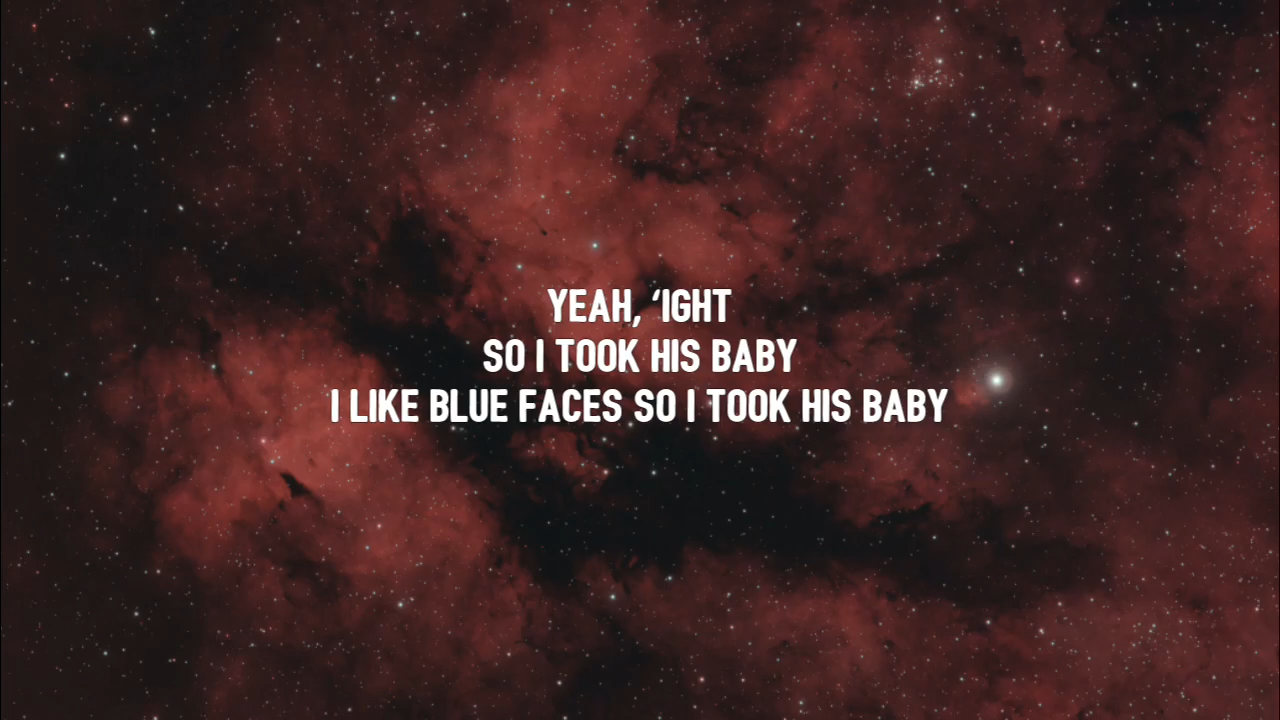 YEAH, ‘IGHT
SO I TOOK HIS BABY
I LIKE BLUE FACES SO I TOOK HIS BABY